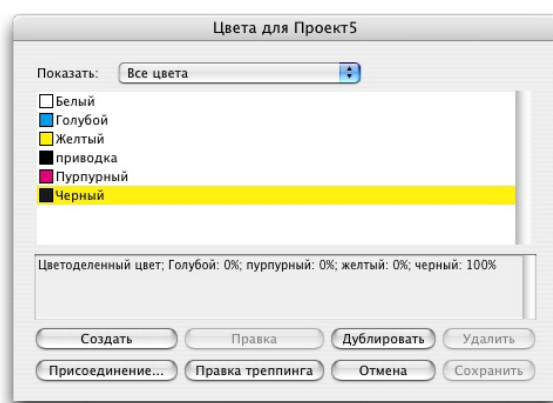 Цвета для Проект5
Показать: Все цвета
Белый
Голубой
Желтый
приводка
Пурпурный
Черный
Цветоделенный цвет; Голубой: 0%; пурпурный: 0%; желтый: 0%; черный: 100%
Создать Правка Дублировать Удалить
Присоединение... Правка треппинга Отмена Сохранить